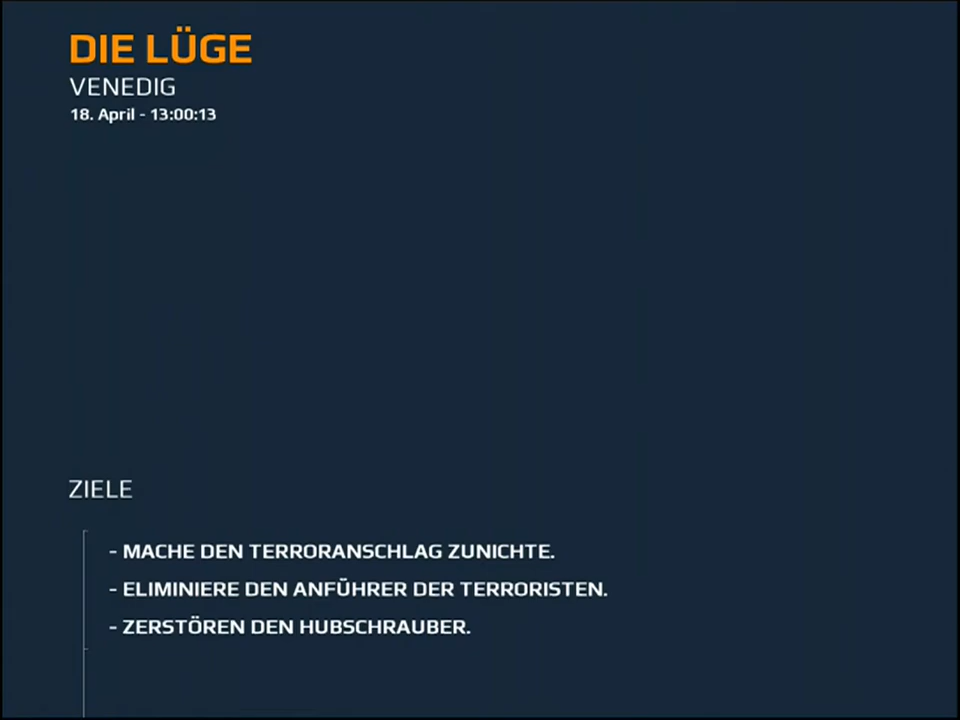 DIE LÜGE
VENEDIG
18. April - 13:00:13
ZIELE
- MACHE DEN TERRORANSCHLAG ZUNICHTE.
- ELIMINIERE DEN ANFÜHRER DER TERRORISTEN.
- ZERSTÖREN DEN HUBSCHRAUBER.